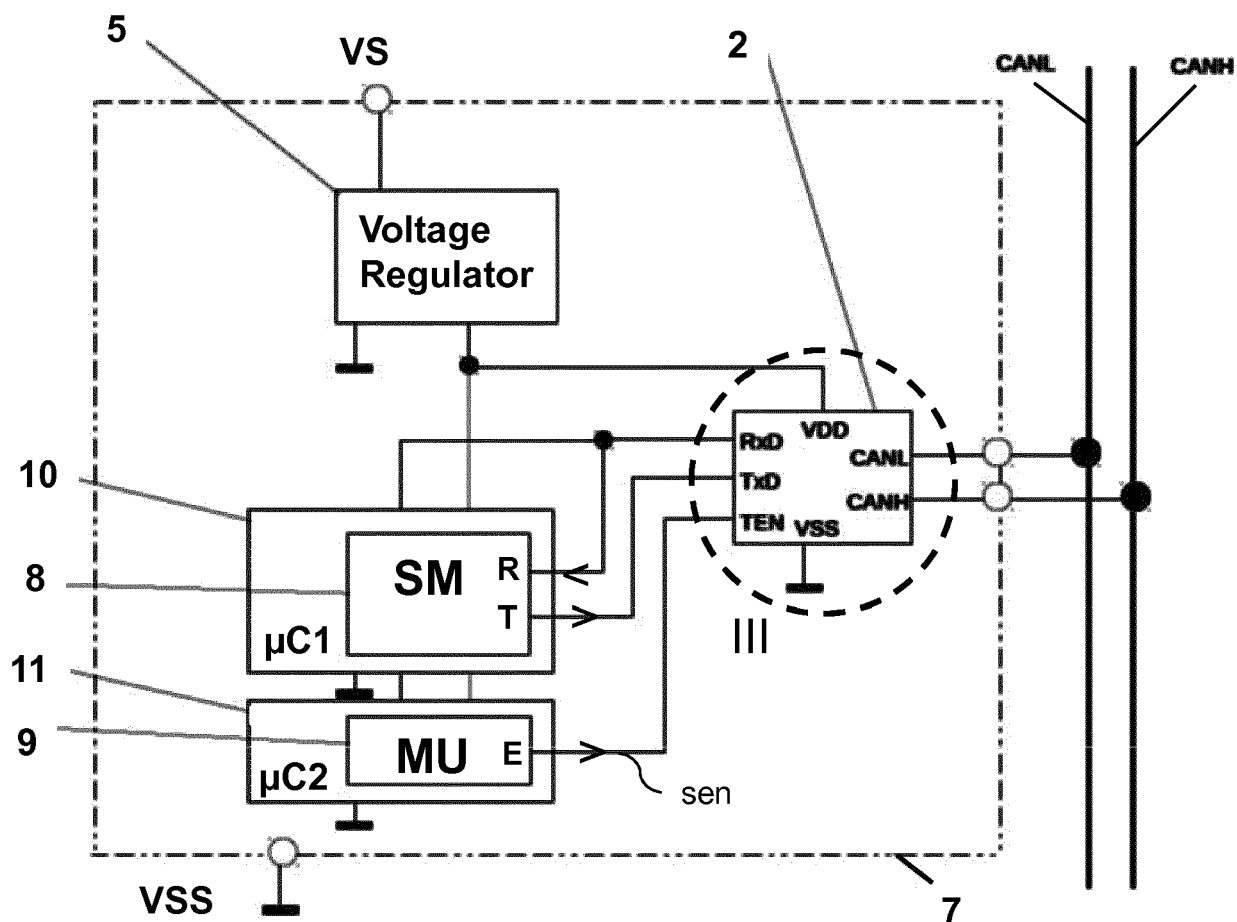 5
VS
2
CANL
CANH
Voltage
Regulator
RxD
VDD
CANL
TxD
CANH
TEN
VSS
10
8
SM
R
T
µC1
III
11
9
MU
E
µC2
sen
VSS
7